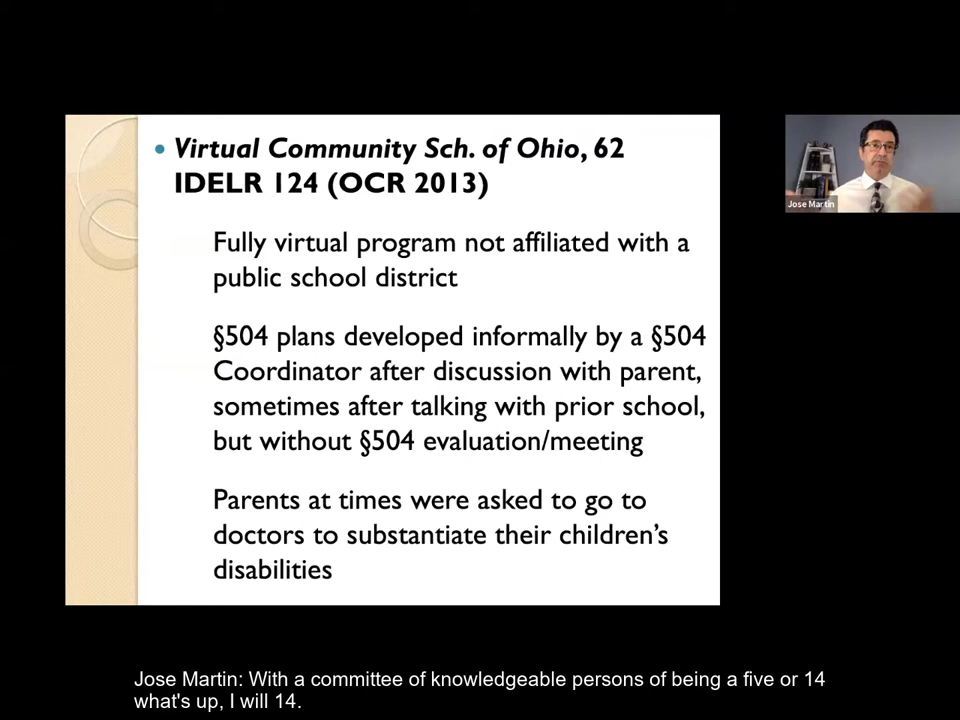 Virtual Community Sch. of Ohio, 62
IDELR 124 (OCR 2013)
Fully virtual program not affiliated with a
public school district
§504 plans developed informally by a §504
Coordinator after discussion with parent,
sometimes after talking with prior school,
but without §504 evaluation/meeting
Parents at times were asked to go to
doctors to substantiate their children's
disabilities
Jose Martin
Jose Martin: With a committee of knowledgeable persons of being a five or 14
what's up, I will 14.